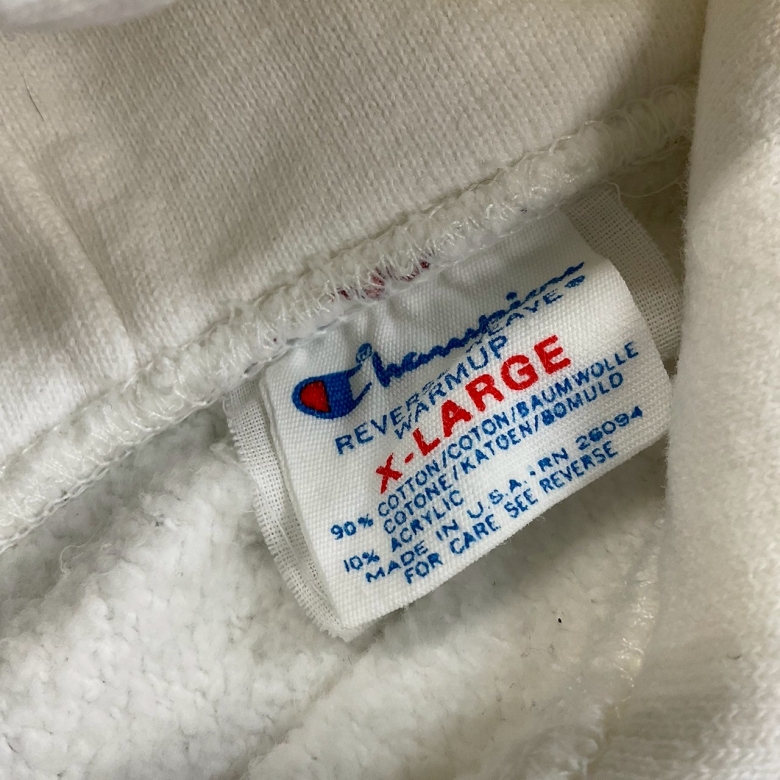 Champion®
REVERSE WEAVE®
WARMUP
X-LARGE
90% COTTON/COTON/BAUMWOLLE
COTONE/KATOEN/BOMULD
10% ACRYLIC
MADE IN U.S.A. · RN 26094
FOR CARE SEE REVERSE